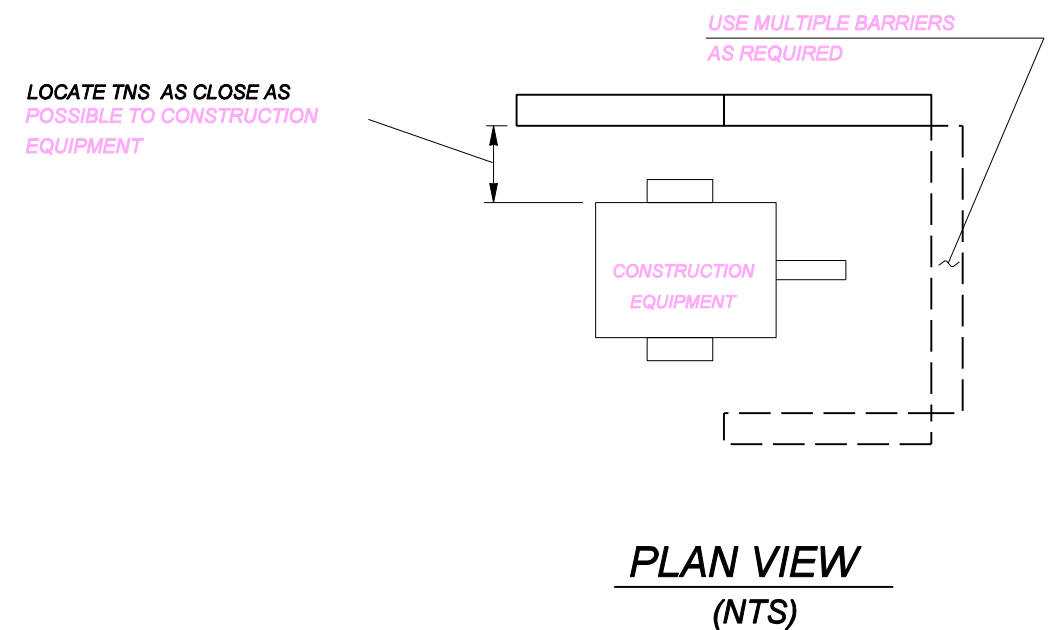 USE MULTIPLE BARRIERS
AS REQUIRED
LOCATE TNS AS CLOSE AS
POSSIBLE TO CONSTRUCTION
EQUIPMENT
CONSTRUCTION
EQUIPMENT
PLAN VIEW
(NTS)